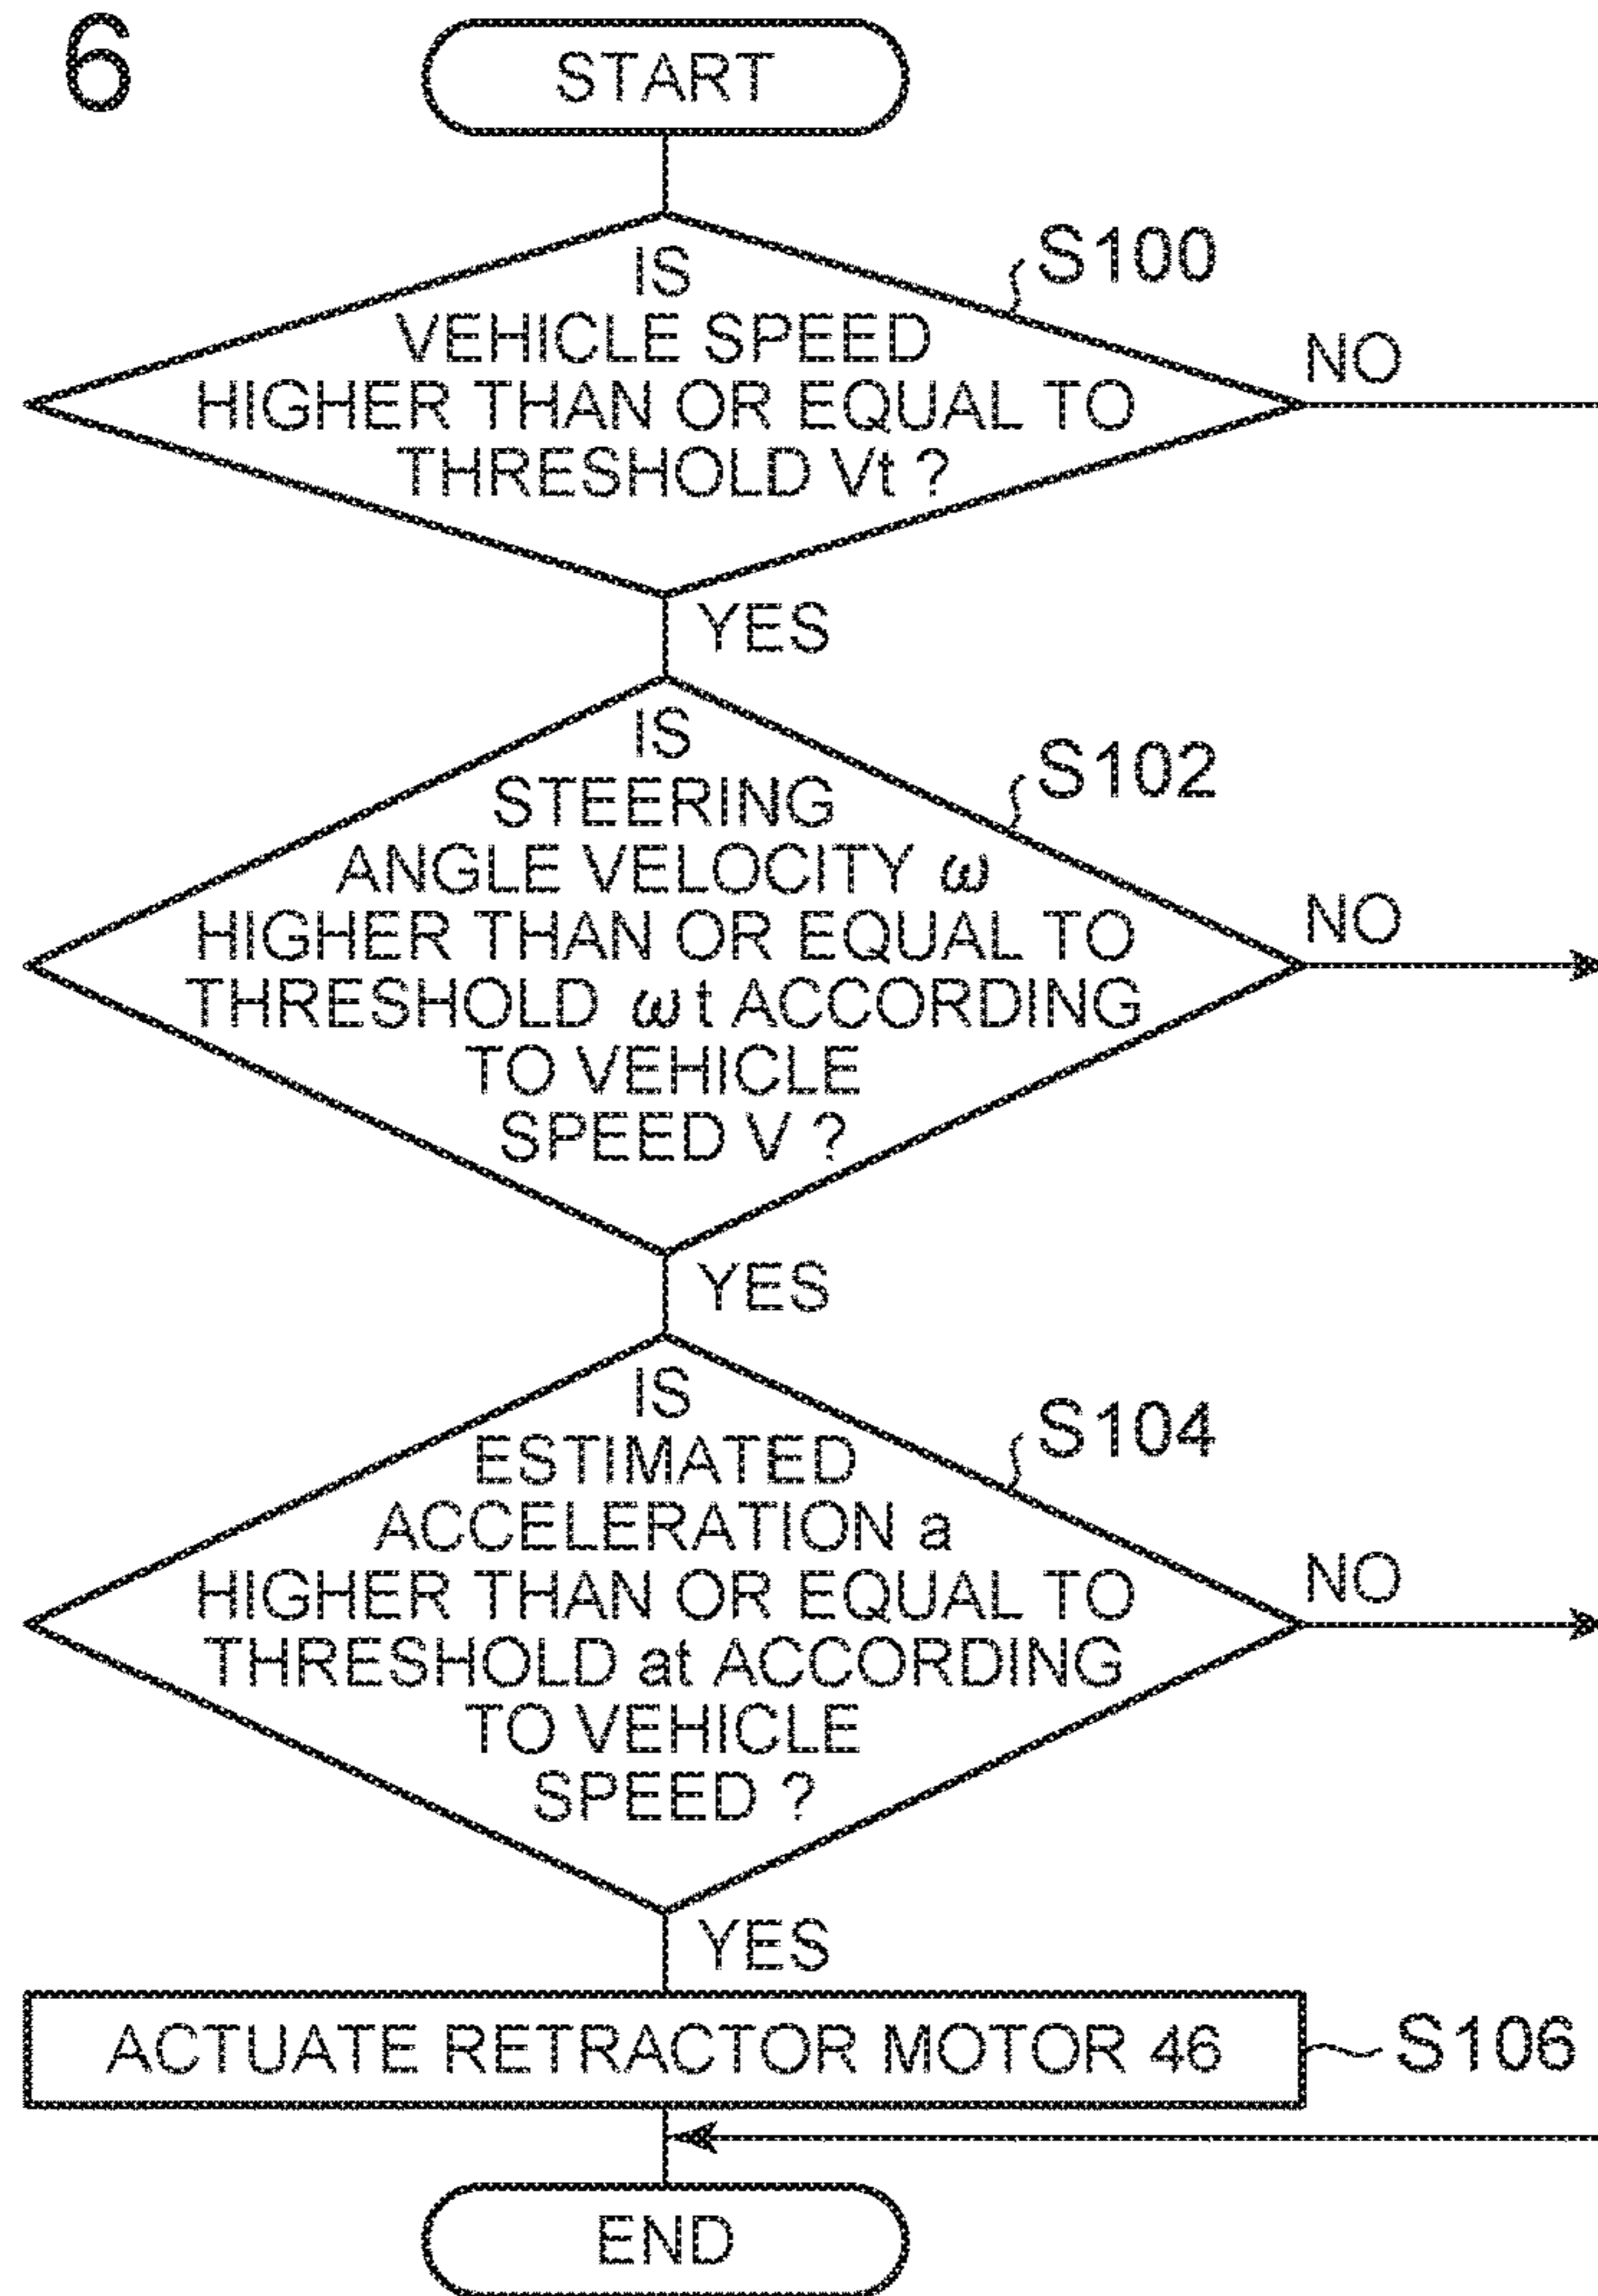 6
START
IS
VEHICLE SPEED
HIGHER THAN OR EQUAL TO
THRESHOLD Vt ?
S100
NO
YES
IS
STEERING
ANGLE VELOCITY ω
HIGHER THAN OR EQUAL TO
THRESHOLD ωt ACCORDING
TO VEHICLE
SPEED V ?
S102
NO
YES
IS
ESTIMATED
ACCELERATION a
HIGHER THAN OR EQUAL TO
THRESHOLD at ACCORDING
TO VEHICLE
SPEED ?
S104
NO
YES
ACTUATE RETRACTOR MOTOR 46
S106
END